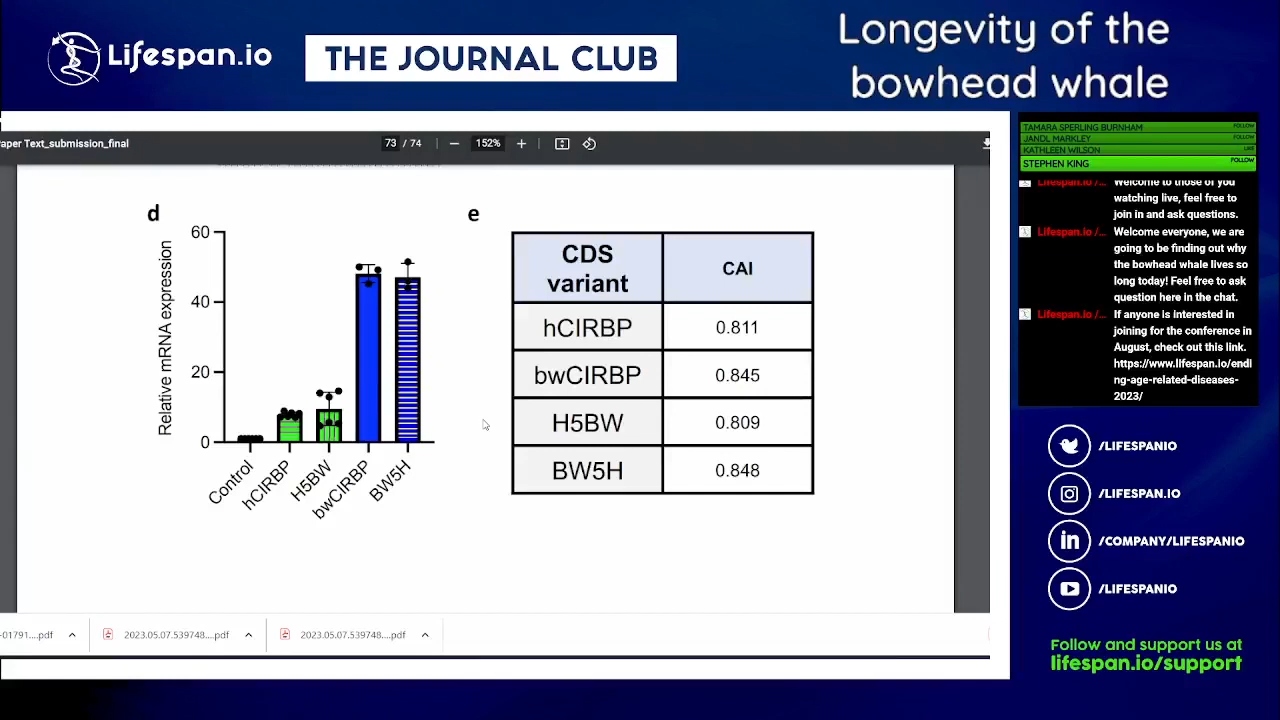 Lifespan.io
THE JOURNAL CLUB
Longevity of the
bowhead whale
aper Text_submission_final
73 / 74
152%
d
60
40
20
0
Relative mRNA expression
Control
hCIRBP
H5BW
bwCIRBP
BW5H
e
CDS variant CAI
hCIRBP 0.811
bwCIRBP 0.845
H5BW 0.809
BW5H 0.848
-01791....pdf
2023.05.07.539748....pdf
2023.05.07.539748....pdf
TAMARA SPERLING BURNHAM FOLLOW
JANDL MARKLEY FOLLOW
KATHLEEN WILSON LIKE
STEPHEN KING FOLLOW
Lifespan.io /... Welcome to those of you
watching live, feel free to
join in and ask questions.
Lifespan.io /... Welcome everyone, we are
going to be finding out why
the bowhead whale lives so
long today! Feel free to ask
question here in the chat.
Lifespan.io /... If anyone is interested in
joining for the conference in
August, check out this link.
https://www.lifespan.io/endi
ng-age-related-diseases-
2023/
/LIFESPANIO
/LIFESPAN.IO
/COMPANY/LIFESPANIO
/LIFESPANIO
Follow and support us at
lifespan.io/support